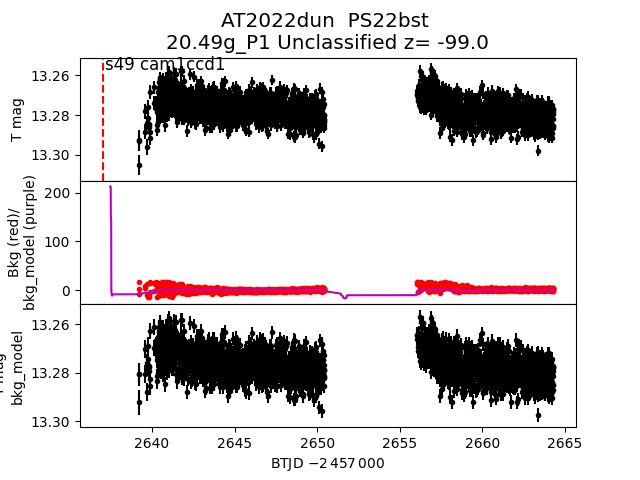 AT2022dun  PS22bst
20.49g_P1 Unclassified z= -99.0
s49 cam1ccd1
13.26
13.28
13.30
T mag
200
100
0
Bkg (red)/
bkg_model (purple)
13.26
13.28
13.30
mag
bkg_model
2640
2645
2650
2655
2660
2665
BTJD −2 457 000